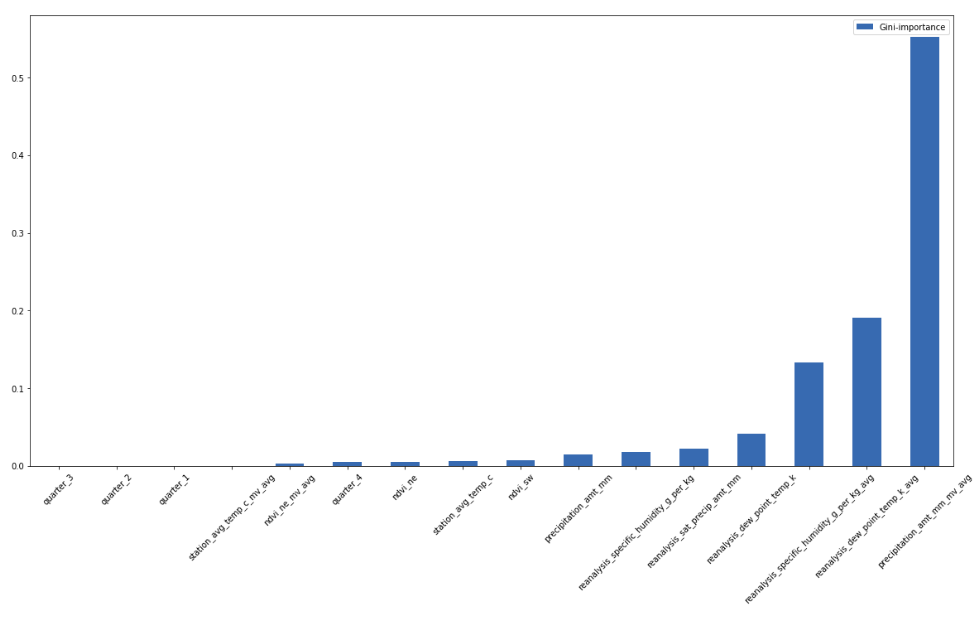 Gini-importance
0.5
0.4
0.3
0.2
0.1
0.0
quarter_3
quarter_2
quarter_1
station_avg_temp_c_mv_avg
ndvi_ne_mv_avg
quarter_4
ndvi_ne
station_avg_temp_c
ndvi_sw
precipitation_amt_mm
reanalysis_specific_humidity_g_per_kg
reanalysis_sat_precip_amt_mm
reanalysis_dew_point_temp_k
reanalysis_specific_humidity_g_per_kg_avg
reanalysis_dew_point_temp_k_avg
precipitation_amt_mm_mv_avg